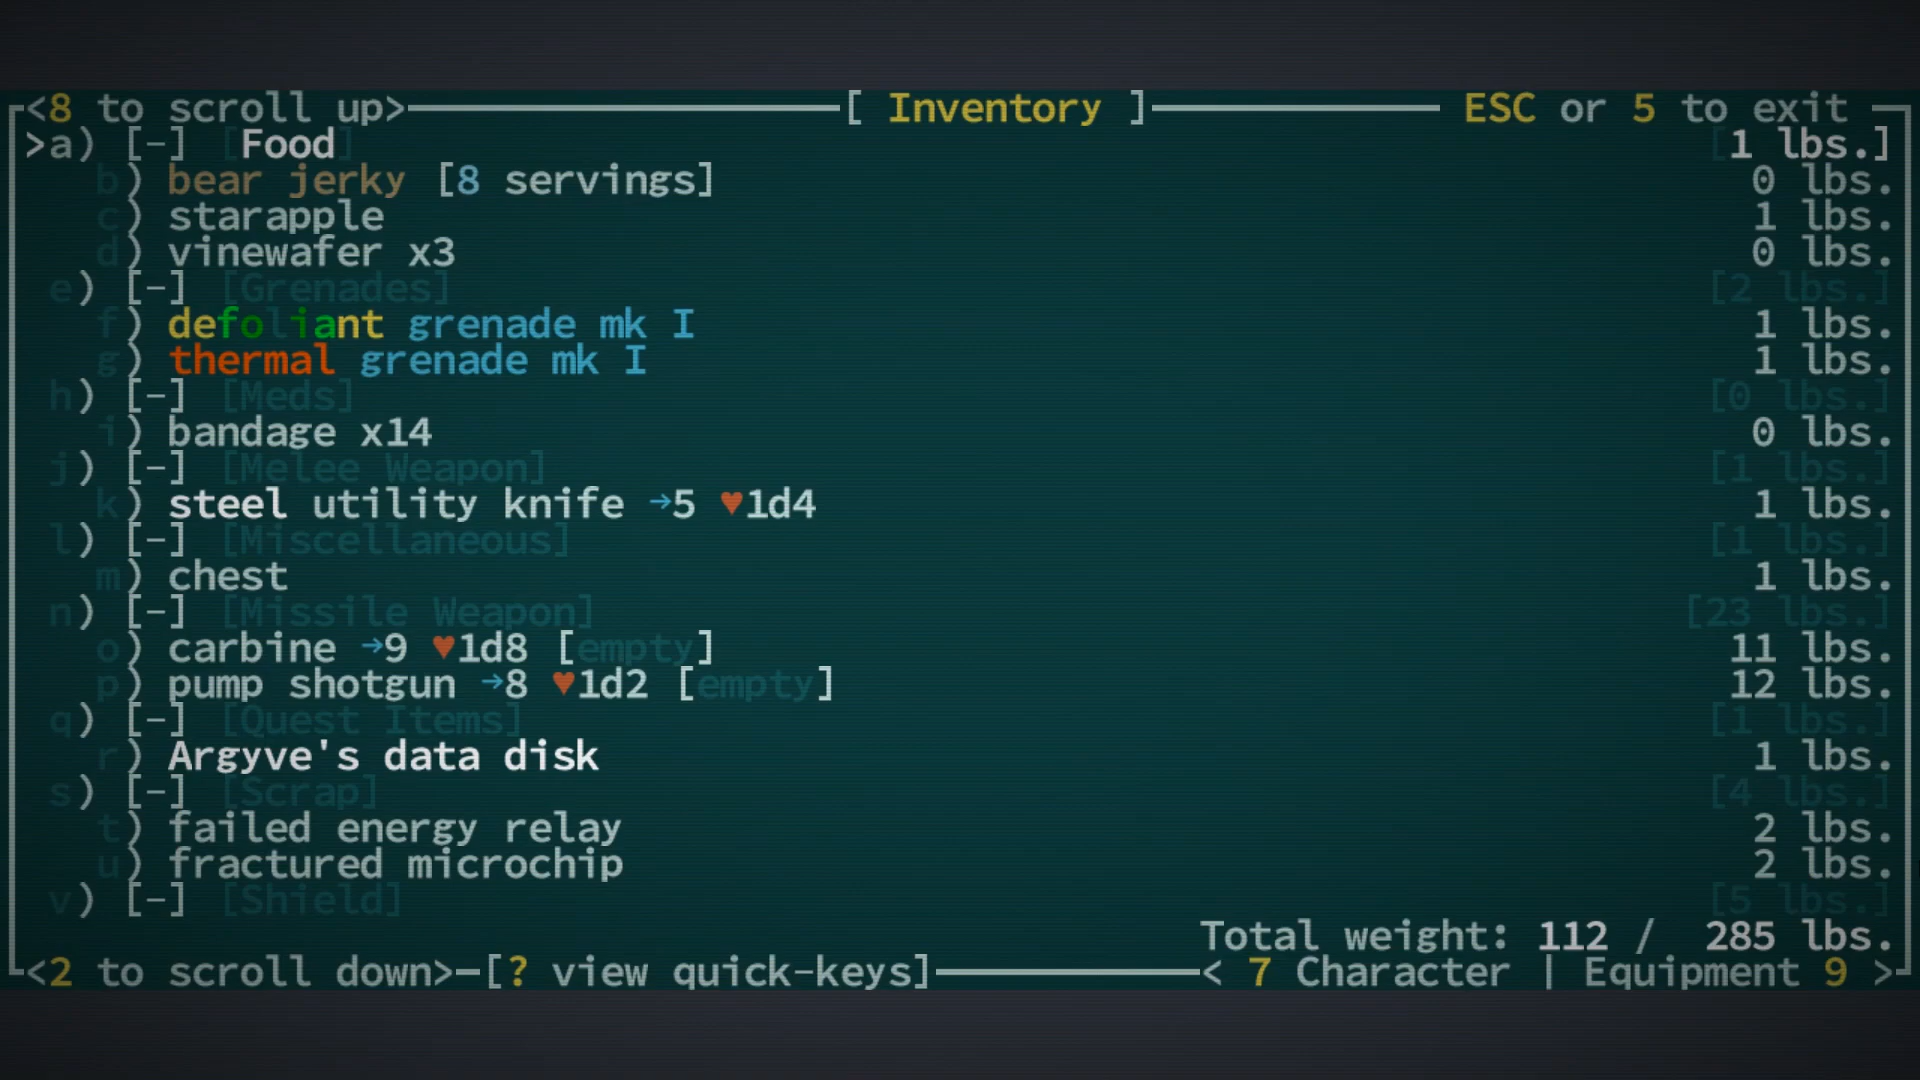 <8 to scroll up> [ Inventory ] ESC or 5 to exit
>a) [-] [Food] [1 lbs.]
b) bear jerky [8 servings] 0 lbs.
c) starapple 1 lbs.
d) vinewafer x3 0 lbs.
e) [-] [Grenades] [2 lbs.]
f) defoliant grenade mk I 1 lbs.
g) thermal grenade mk I 1 lbs.
h) [-] [Meds] [0 lbs.]
i) bandage x14 0 lbs.
j) [-] [Melee Weapon] [1 lbs.]
k) steel utility knife →5 ♥1d4 1 lbs.
l) [-] [Miscellaneous] [1 lbs.]
m) chest 1 lbs.
n) [-] [Missile Weapon] [23 lbs.]
o) carbine →9 ♥1d8 [empty] 11 lbs.
p) pump shotgun →8 ♥1d2 [empty] 12 lbs.
q) [-] [Quest Items] [1 lbs.]
r) Argyve's data disk 1 lbs.
s) [-] [Scrap] [4 lbs.]
t) failed energy relay 2 lbs.
u) fractured microchip 2 lbs.
v) [-] [Shield] [5 lbs.]
Total weight: 112 / 285 lbs.
<2 to scroll down> [? view quick-keys] < 7 Character | Equipment 9 >